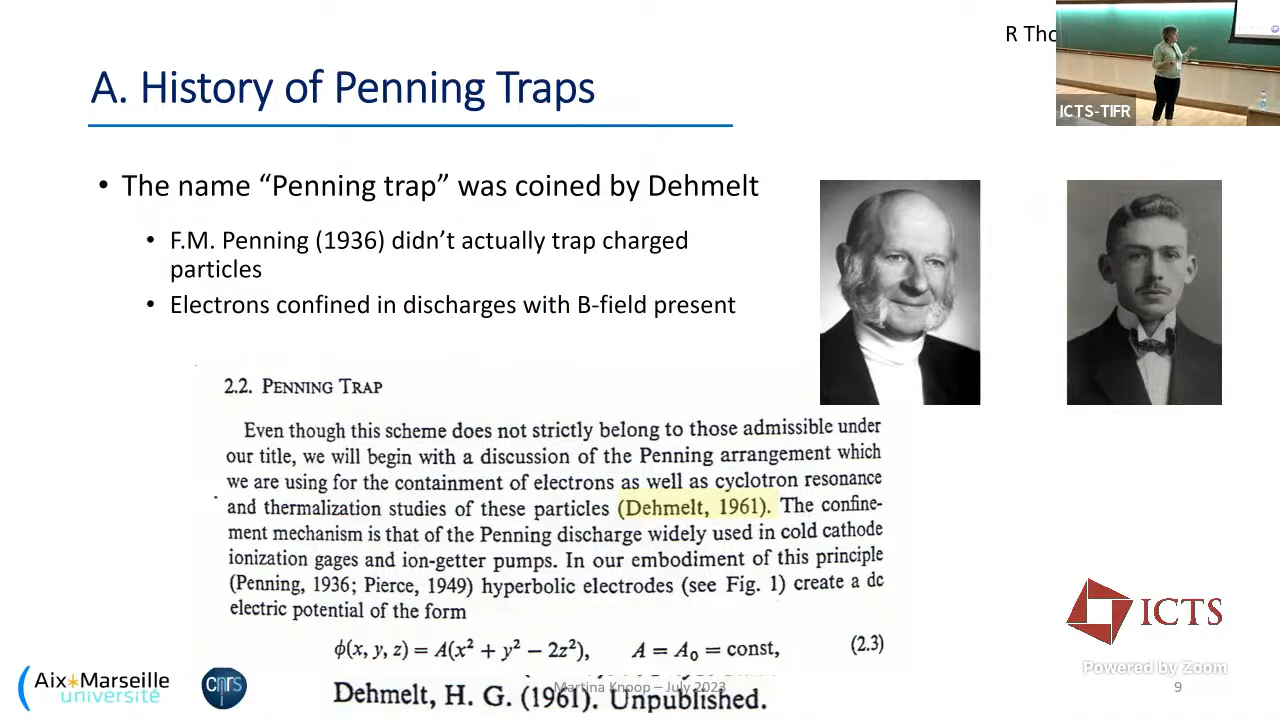 R Tho
ICTS-TIFR
A. History of Penning Traps
• The name “Penning trap” was coined by Dehmelt
• F.M. Penning (1936) didn’t actually trap charged
particles
• Electrons confined in discharges with B-field present
2.2. PENNING TRAP
Even though this scheme does not strictly belong to those admissible under
our title, we will begin with a discussion of the Penning arrangement which
we are using for the containment of electrons as well as cyclotron resonance
and thermalization studies of these particles (Dehmelt, 1961). The confine-
ment mechanism is that of the Penning discharge widely used in cold cathode
ionization gages and ion-getter pumps. In our embodiment of this principle
(Penning, 1936; Pierce, 1949) hyperbolic electrodes (see Fig. 1) create a dc
electric potential of the form
ϕ(x, y, z) = A(x² + y² − 2z²), A = A₀ = const, (2.3)
Dehmelt, H. G. (1961). Unpublished.
Martina Knoop – July 2023
9
Aix*Marseille
université
cnrs
ICTS
Powered by Zoom